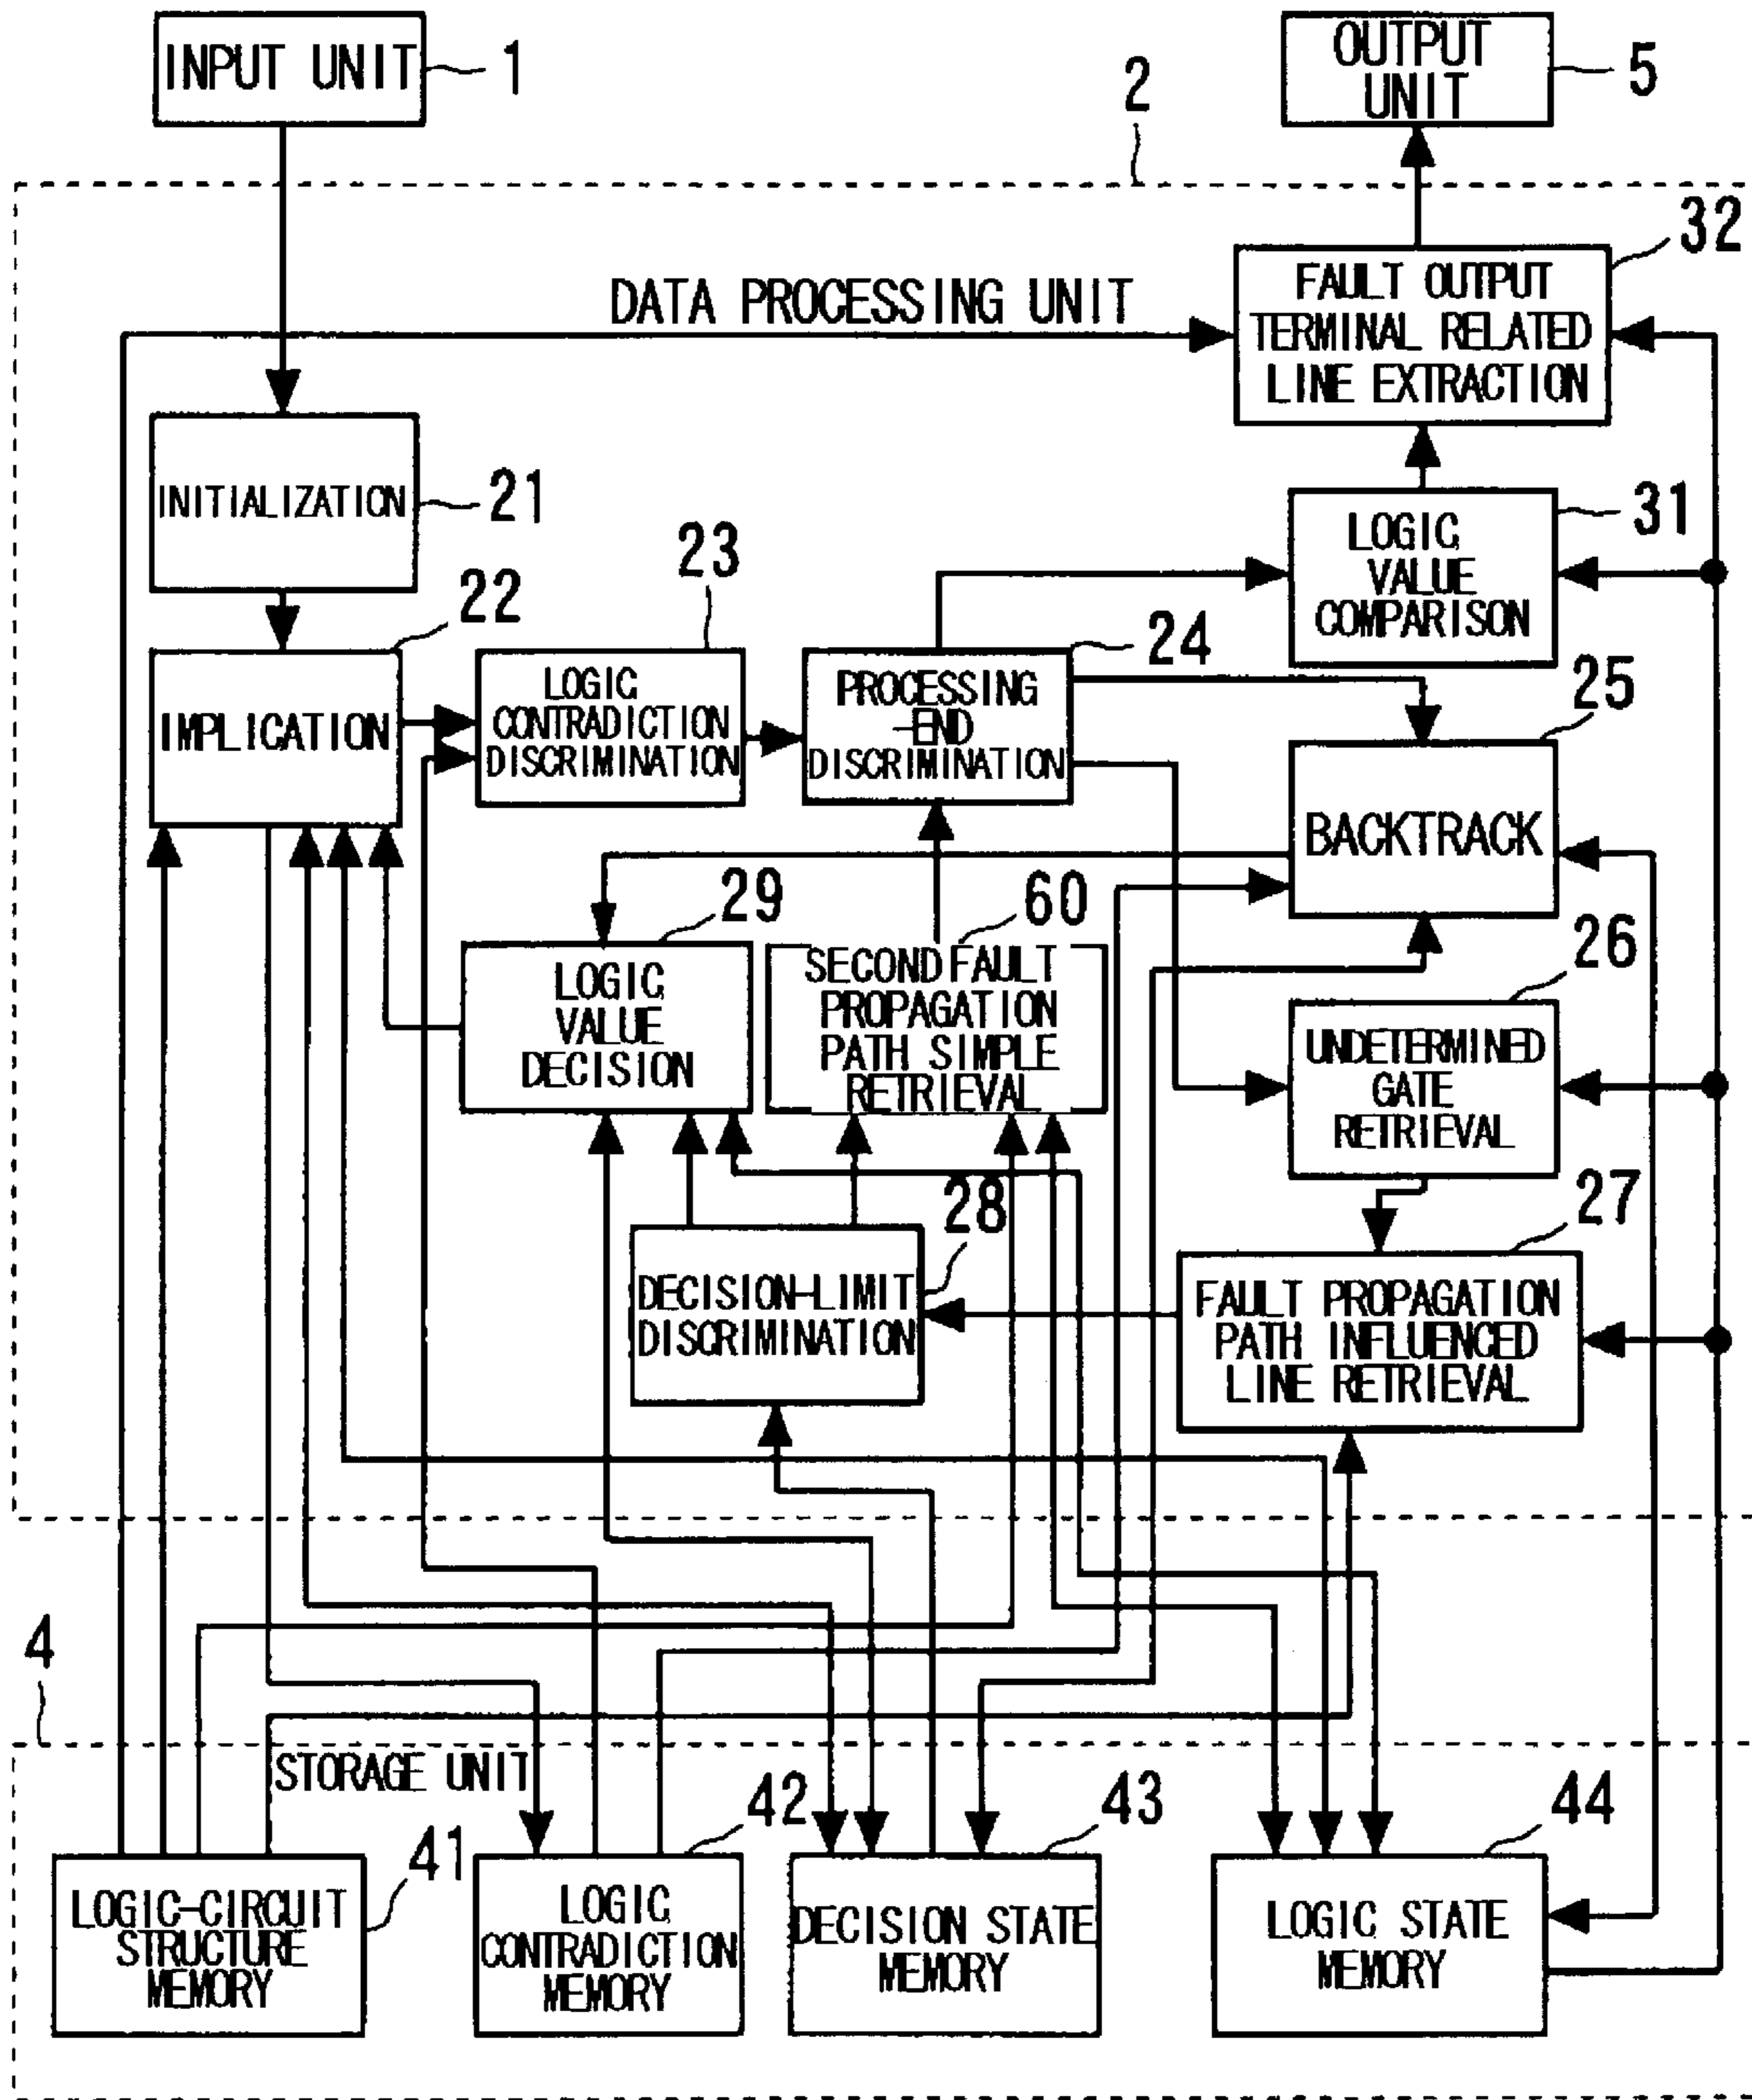 INPUT UNIT
1
OUTPUT
UNIT
5
2
DATA PROCESSING UNIT
32
FAULT OUTPUT
TERMINAL RELATED
LINE EXTRACTION
INITIALIZATION
21
31
LOGIC
VALUE
COMPARISON
22
23
24
IMPLICATION
LOGIC
CONTRADICTION
DISCRIMINATION
PROCESSING
-END
DISCRIMINATION
25
BACKTRACK
29
60
26
LOGIC
VALUE
DECISION
SECOND FAULT
PROPAGATION
PATH SIMPLE
RETRIEVAL
UNDETERMINED
GATE
RETRIEVAL
28
27
DECISION-LIMIT
DISCRIMINATION
FAULT PROPAGATION
PATH INFLUENCED
LINE RETRIEVAL
4
STORAGE UNIT
41
42
43
44
LOGIC-CIRCUIT
STRUCTURE
MEMORY
LOGIC
CONTRADICTION
MEMORY
DECISION STATE
MEMORY
LOGIC STATE
MEMORY